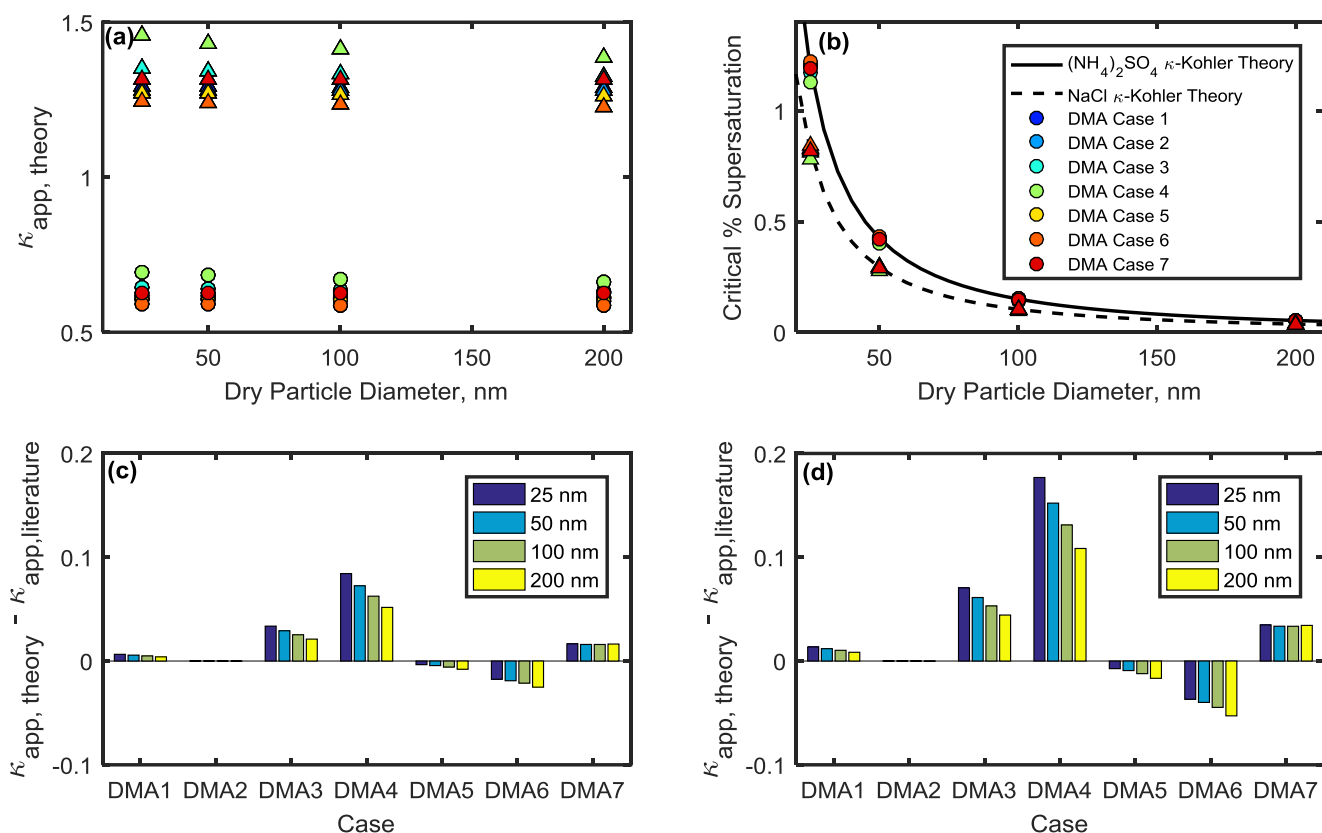 (a)
1.5
1
0.5
κapp, theory
50
100
150
200
Dry Particle Diameter, nm
(b)
1
0.5
0
Critical % Supersaturation
(NH4)2SO4 κ-Kohler Theory
NaCl κ-Kohler Theory
DMA Case 1
DMA Case 2
DMA Case 3
DMA Case 4
DMA Case 5
DMA Case 6
DMA Case 7
50
100
150
200
Dry Particle Diameter, nm
(c)
0.2
0.1
0
-0.1
κapp, theory - κapp,literature
25 nm
50 nm
100 nm
200 nm
DMA1 DMA2 DMA3 DMA4 DMA5 DMA6 DMA7
Case
(d)
0.2
0.1
0
-0.1
κapp, theory - κapp,literature
25 nm
50 nm
100 nm
200 nm
DMA1 DMA2 DMA3 DMA4 DMA5 DMA6 DMA7
Case